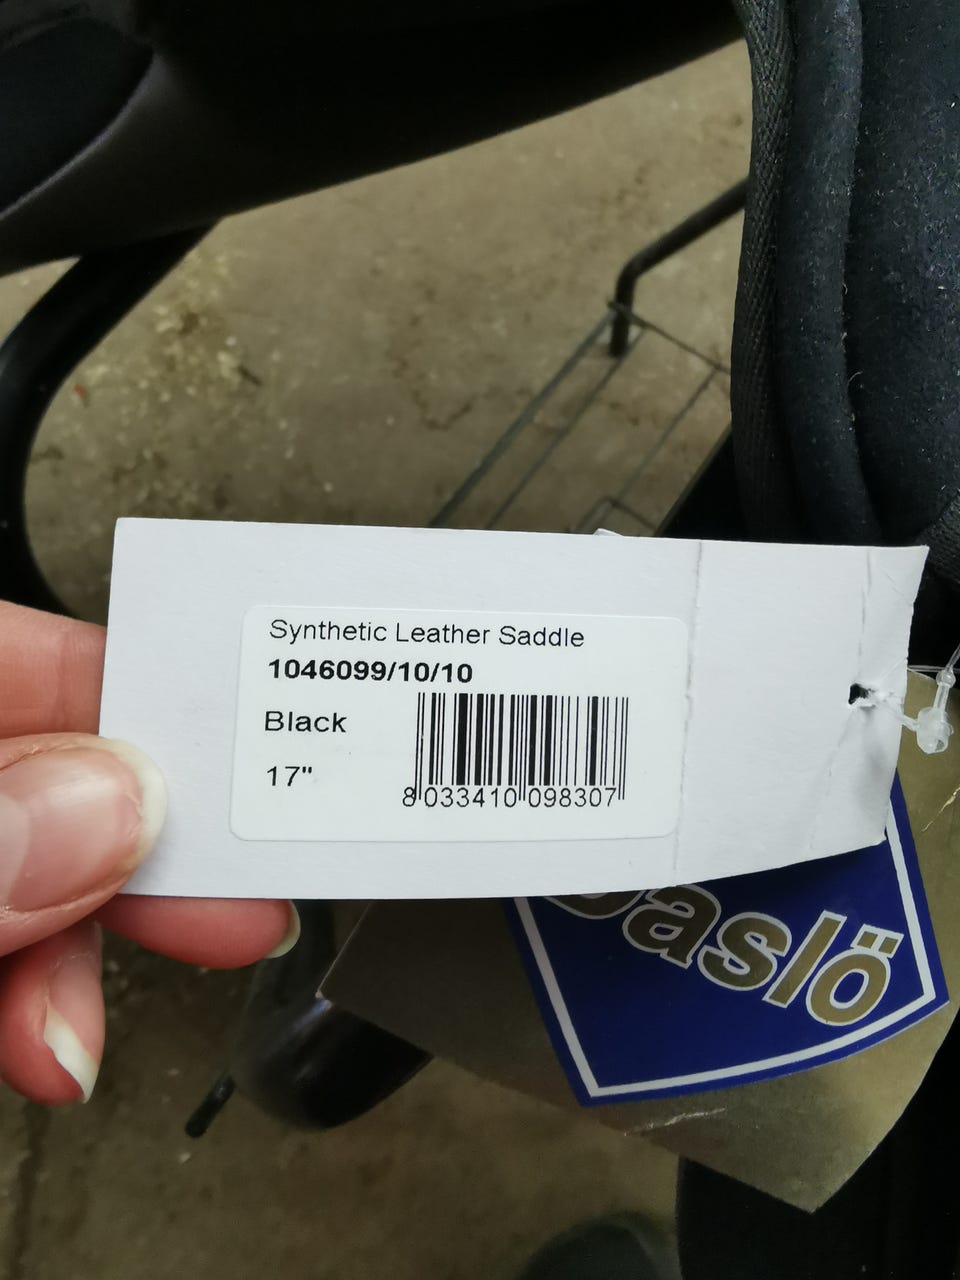 Synthetic Leather Saddle
1046099/10/10
Black
17"
8 033410 098307